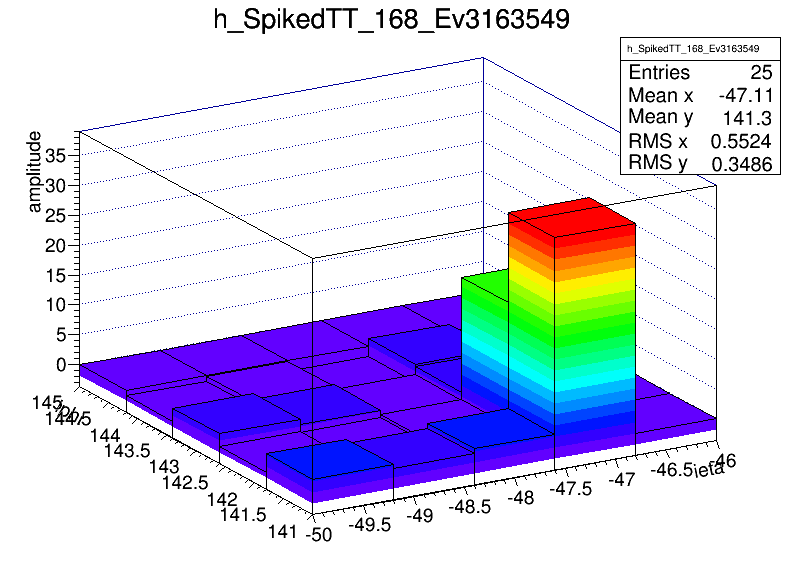 h_SpikedTT_168_Ev3163549
h_SpikedTT_168_Ev3163549
Entries 25
Mean x -47.11
Mean y 141.3
RMS x 0.5524
RMS y 0.3486
amplitude
35
30
25
20
15
10
5
0
145
144.5
144
143.5
143
142.5
142
141.5
141
-50
-49.5
-49
-48.5
-48
-47.5
-47
-46.5
-46
ieta